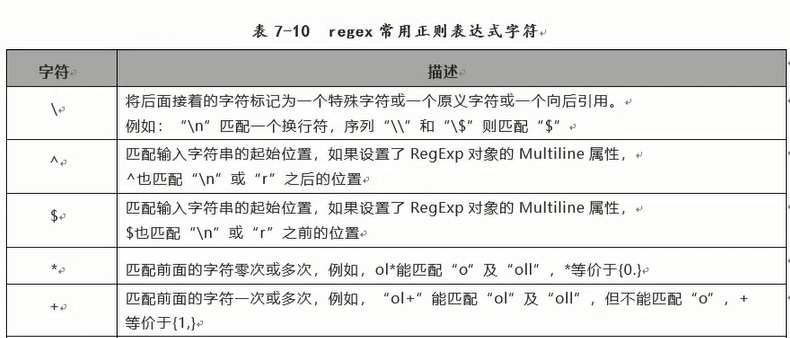 表 7-10 regex 常用正则表达式字符
字符 描述
\ 将后面接着的字符标记为一个特殊字符或一个原义字符或一个向后引用。
例如：“\n”匹配一个换行符，序列“\\”和“\$”则匹配“$”
^ 匹配输入字符串的起始位置，如果设置了 RegExp 对象的 Multiline 属性，
^也匹配“\n”或“r”之后的位置
$ 匹配输入字符串的起始位置，如果设置了 RegExp 对象的 Multiline 属性，
$也匹配“\n”或“r”之前的位置
* 匹配前面的字符零次或多次，例如，ol*能匹配“o”及“oll”，*等价于{0.}
+ 匹配前面的字符一次或多次，例如，“ol+”能匹配“ol”及“oll”，但不能匹配“o”，+
等价于{1,}